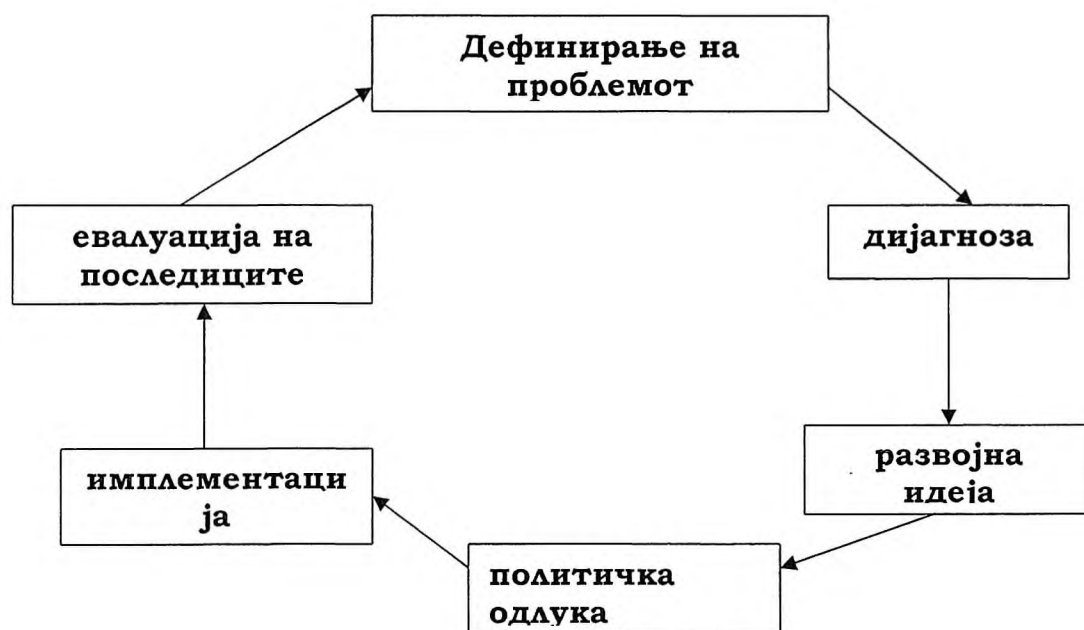 Дефинирање на
проблемот
дијагноза
развојна
идеја
политичка
одлука
имплементаци
ја
евалуација на
последиците